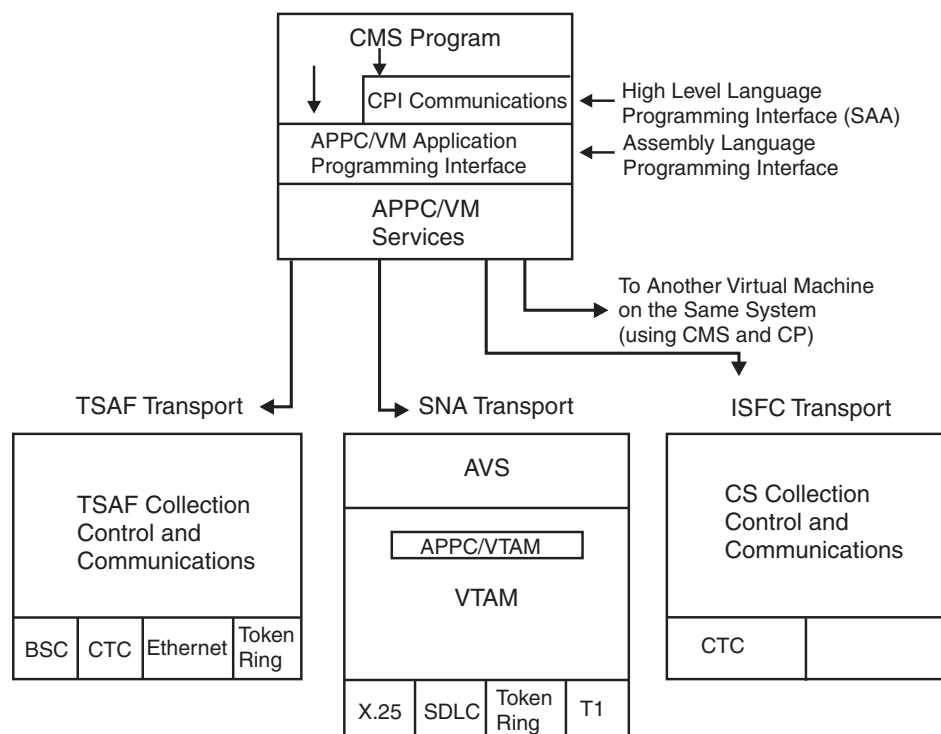 CMS Program
CPI Communications
High Level Language
Programming Interface (SAA)
APPC/VM Application
Programming Interface
Assembly Language
Programming Interface
APPC/VM
Services
To Another Virtual Machine
on the Same System
(using CMS and CP)
TSAF Transport
SNA Transport
ISFC Transport
TSAF Collection
Control and
Communications
BSC
CTC
Ethernet
Token
Ring
AVS
APPC/VTAM
VTAM
X.25
SDLC
Token
Ring
T1
CS Collection
Control and
Communications
CTC